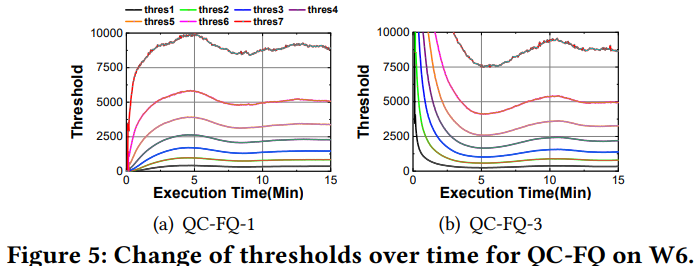 thres1 thres2 thres3 thres4
thres5 thres6 thres7
10000
7500
5000
2500
0
Threshold
0 5 10 15
Execution Time(Min)
(a) QC-FQ-1
10000
7500
5000
2500
0
Threshold
0 5 10 15
Execution Time(Min)
(b) QC-FQ-3
Figure 5: Change of thresholds over time for QC-FQ on W6.